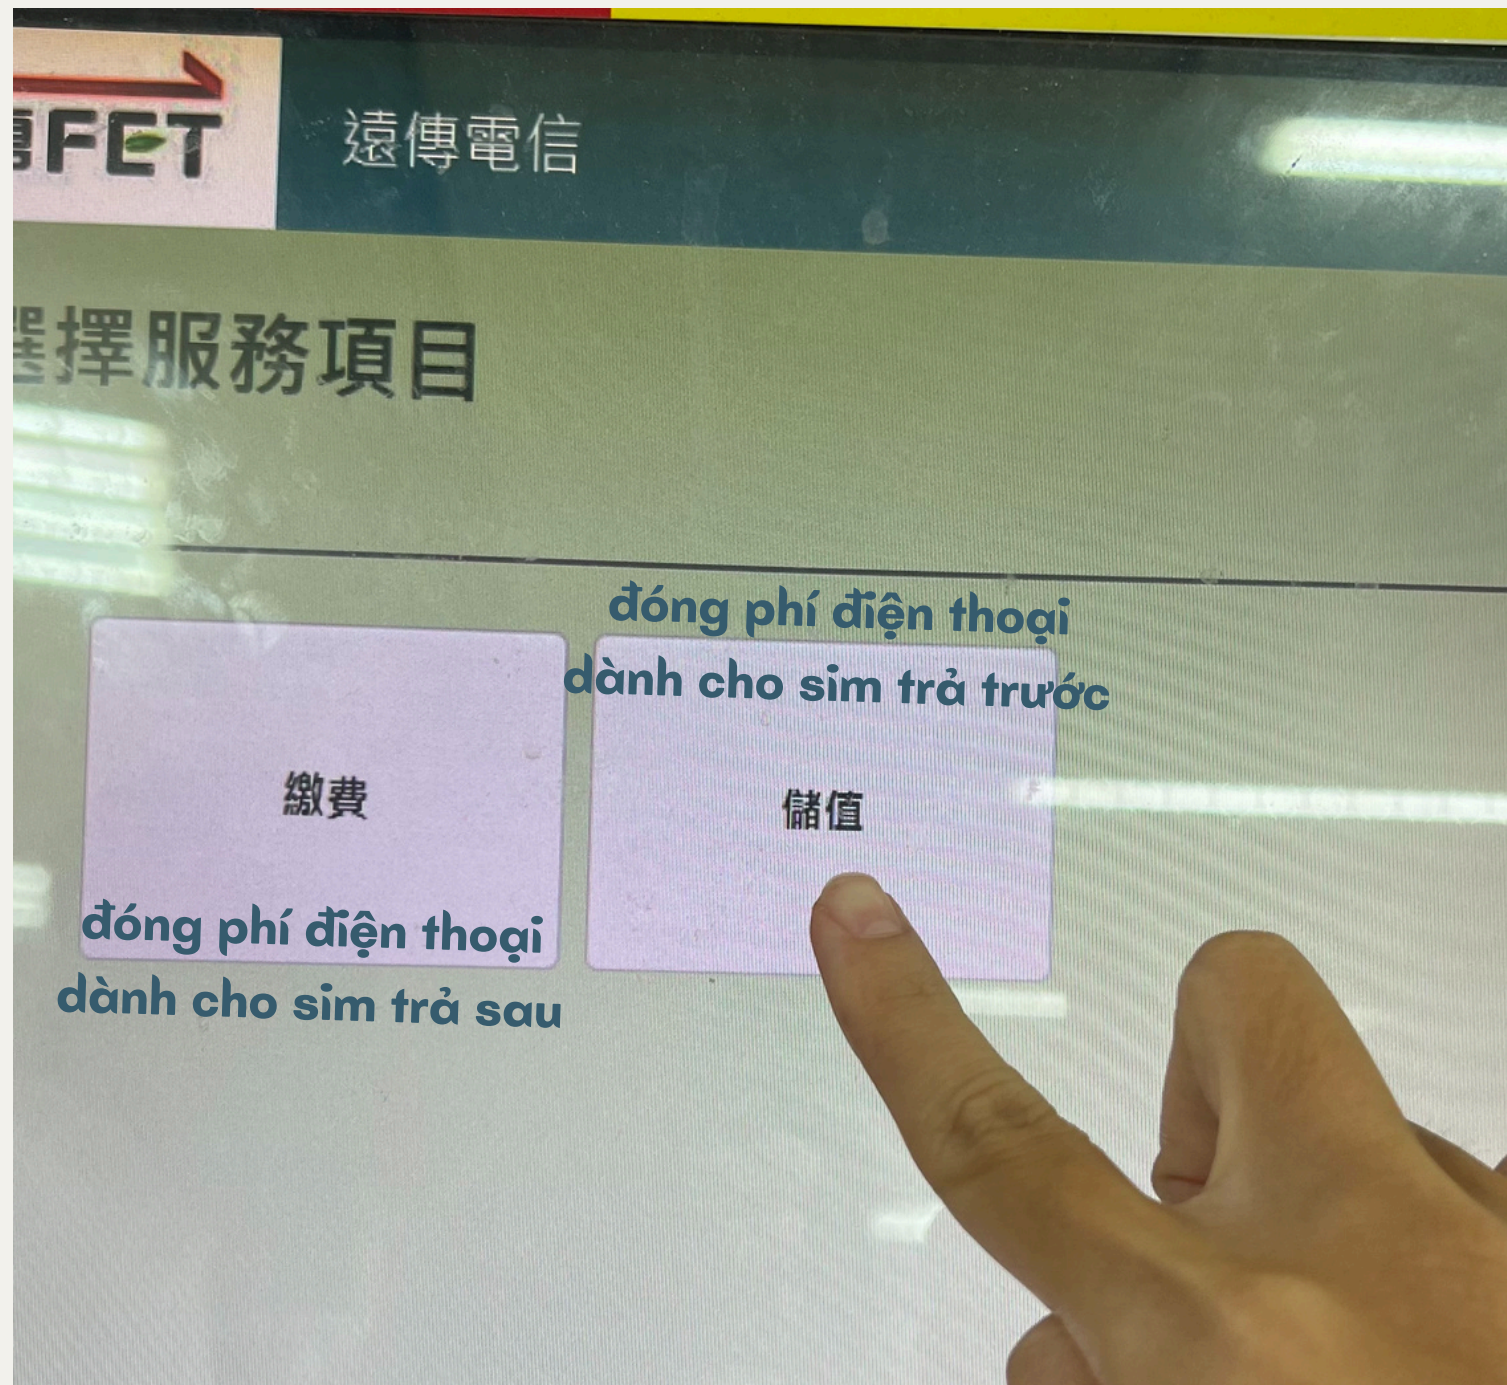 FET
遠傳電信
選擇服務項目
đóng phí điện thoại
dành cho sim trả trước
繳費
儲值
đóng phí điện thoại
dành cho sim trả sau